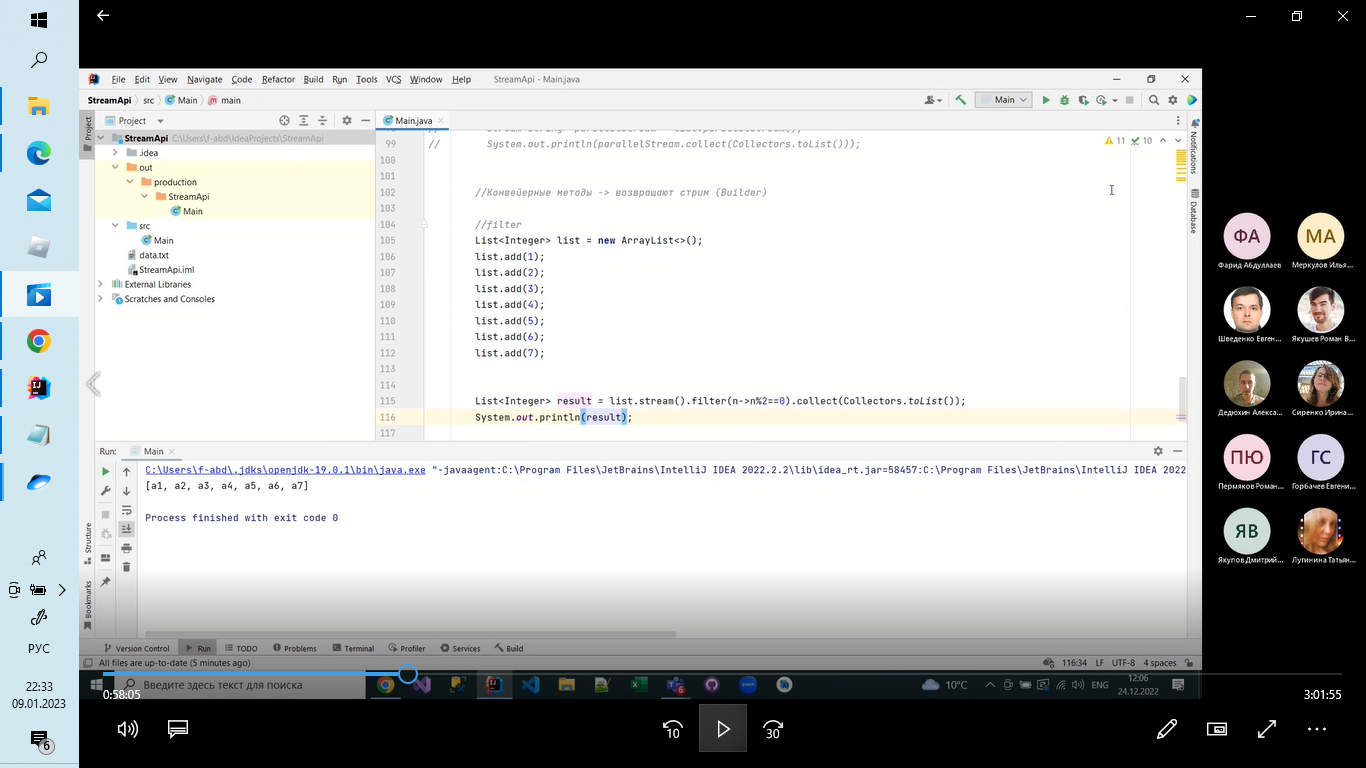 File Edit View Navigate Code Refactor Build Run Tools VCS Window Help StreamApi - Main.java
StreamApi src Main main
Main
Project
Main.java
Project
StreamApi C:\Users\f-abd\IdeaProjects\StreamApi
.idea
out
production
StreamApi
Main
src
Main
data.txt
StreamApi.iml
External Libraries
Scratches and Consoles
99 // System.out.println(parallelStream.collect(Collectors.toList()));
100
101
102 //Конвейерные методы -> возвращают стрим (Builder)
103
104 //filter
105 List<Integer> list = new ArrayList<>();
106 list.add(1);
107 list.add(2);
108 list.add(3);
109 list.add(4);
110 list.add(5);
111 list.add(6);
112 list.add(7);
113
114
115 List<Integer> result = list.stream().filter(n->n%2==0).collect(Collectors.toList());
116 System.out.println(result);
117
11 10
Notifications
Database
Run: Main
C:\Users\f-abd\.jdks\openjdk-19.0.1\bin\java.exe "-javaagent:C:\Program Files\JetBrains\IntelliJ IDEA 2022.2.2\lib\idea_rt.jar=58457:C:\Program Files\JetBrains\IntelliJ IDEA 2022
[a1, a2, a3, a4, a5, a6, a7]
Process finished with exit code 0
Structure
Bookmarks
Version Control Run TODO Problems Terminal Profiler Services Build
All files are up-to-date (5 minutes ago)
116:34 LF UTF-8 4 spaces
Введите здесь текст для поиска
10°C
ENG
12:06
24.12.2022
0:58:05
3:01:55
10
30
ФА
Фарид Абдуллаев
МА
Меркулов Илья...
Шведенко Евген...
Якушев Роман В...
Дедюхин Алекса...
Сиренко Ирина...
ПЮ
Пермяков Роман...
ГС
Горбачев Евгени...
ЯВ
Якупов Дмитрий...
Лугинина Татьян...
РУС
22:33
09.01.2023
6